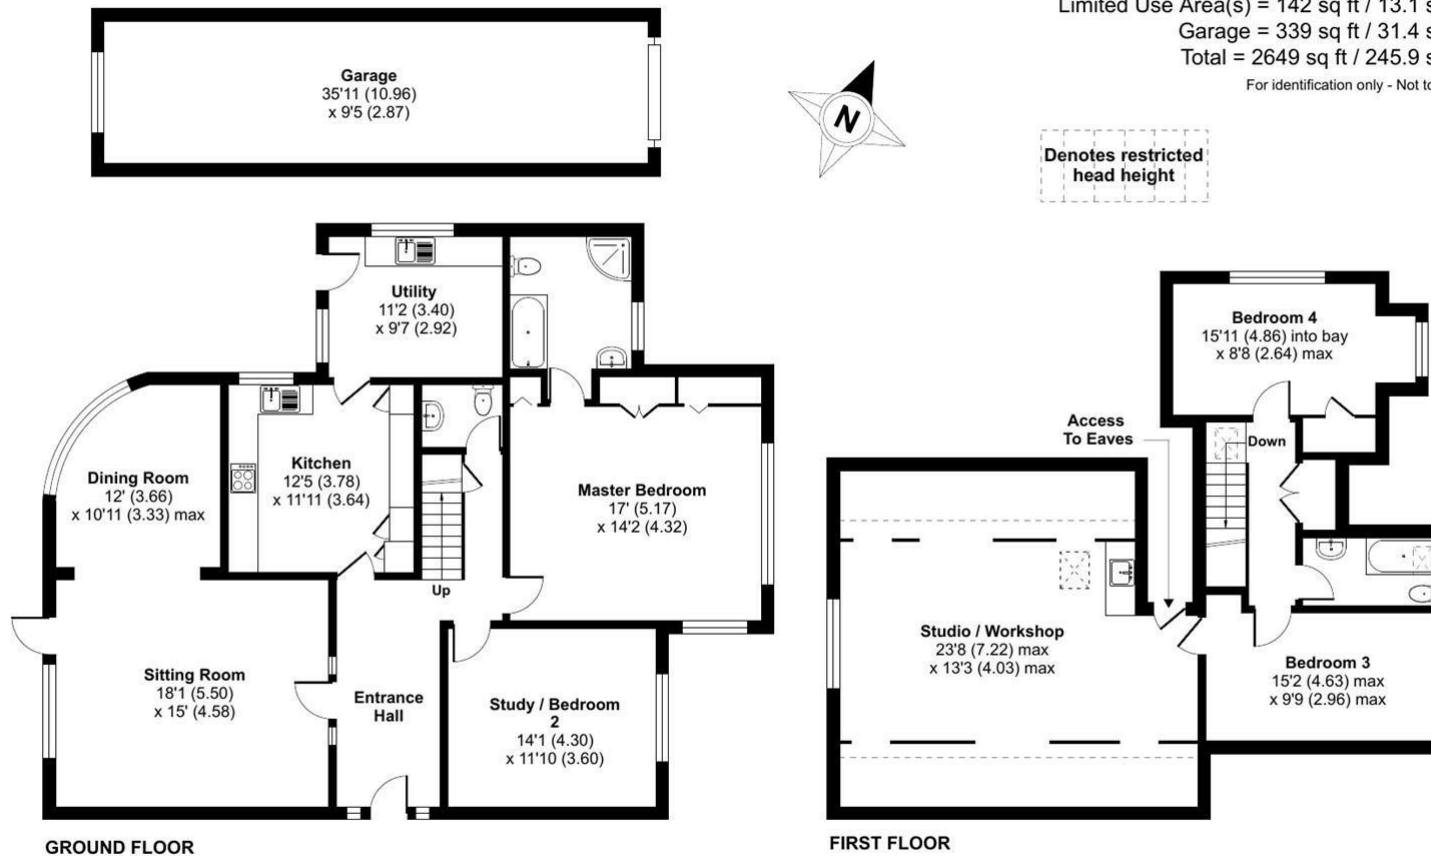 Limited Use Area(s) = 142 sq ft / 13.1 s
Garage = 339 sq ft / 31.4 s
Total = 2649 sq ft / 245.9 s
For identification only - Not to
Garage
35'11 (10.96)
x 9'5 (2.87)
N
Denotes restricted
head height
Utility
11'2 (3.40)
x 9'7 (2.92)
Bedroom 4
15'11 (4.86) into bay
x 8'8 (2.64) max
Access
To Eaves
Down
Dining Room
12' (3.66)
x 10'11 (3.33) max
Kitchen
12'5 (3.78)
x 11'11 (3.64)
Master Bedroom
17' (5.17)
x 14'2 (4.32)
Up
Studio / Workshop
23'8 (7.22) max
x 13'3 (4.03) max
Bedroom 3
15'2 (4.63) max
x 9'9 (2.96) max
Sitting Room
18'1 (5.50)
x 15' (4.58)
Entrance
Hall
Study / Bedroom
2
14'1 (4.30)
x 11'10 (3.60)
GROUND FLOOR
FIRST FLOOR